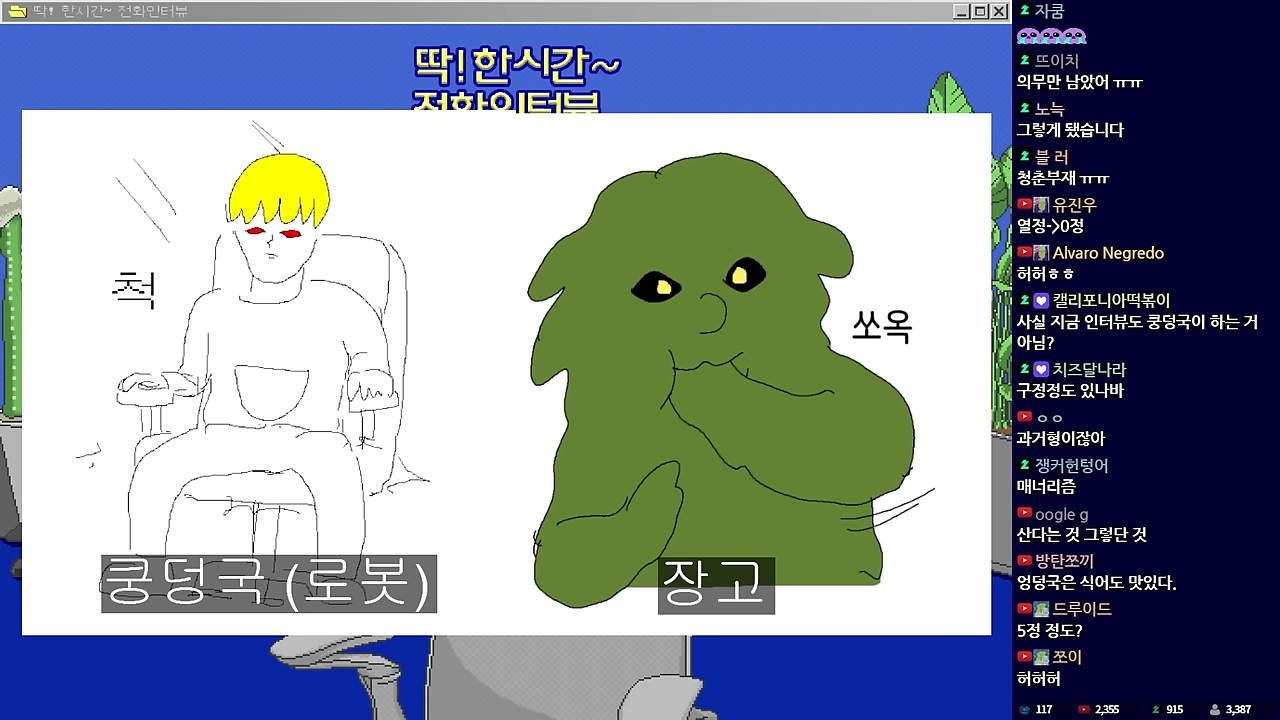 딱! 한시간~ 전화인터뷰
딱! 한시간~
전화인터뷰
척
쏘옥
쿵덩국 (로봇)
장고
자쿰
뜨이치
의무만 남았어 ㅠㅠ
노늑
그렇게 됐습니다
블 러
청춘부재 ㅠㅠ
유진우
열정->0정
Alvaro Negredo
허허ㅎㅎ
캘리포니아떡볶이
사실 지금 인터뷰도 쿵덩국이 하는 거
아님?
치즈달나라
구정정도 있나바
ㅇㅇ
과거형이잖아
쟁커헌텅어
매너리즘
oogle g
산다는 것 그렇단 것
방탄쪼끼
엉덩국은 식어도 맛있다.
드루이드
5정 정도?
쪼이
허허허
117 2,355 915 3,387